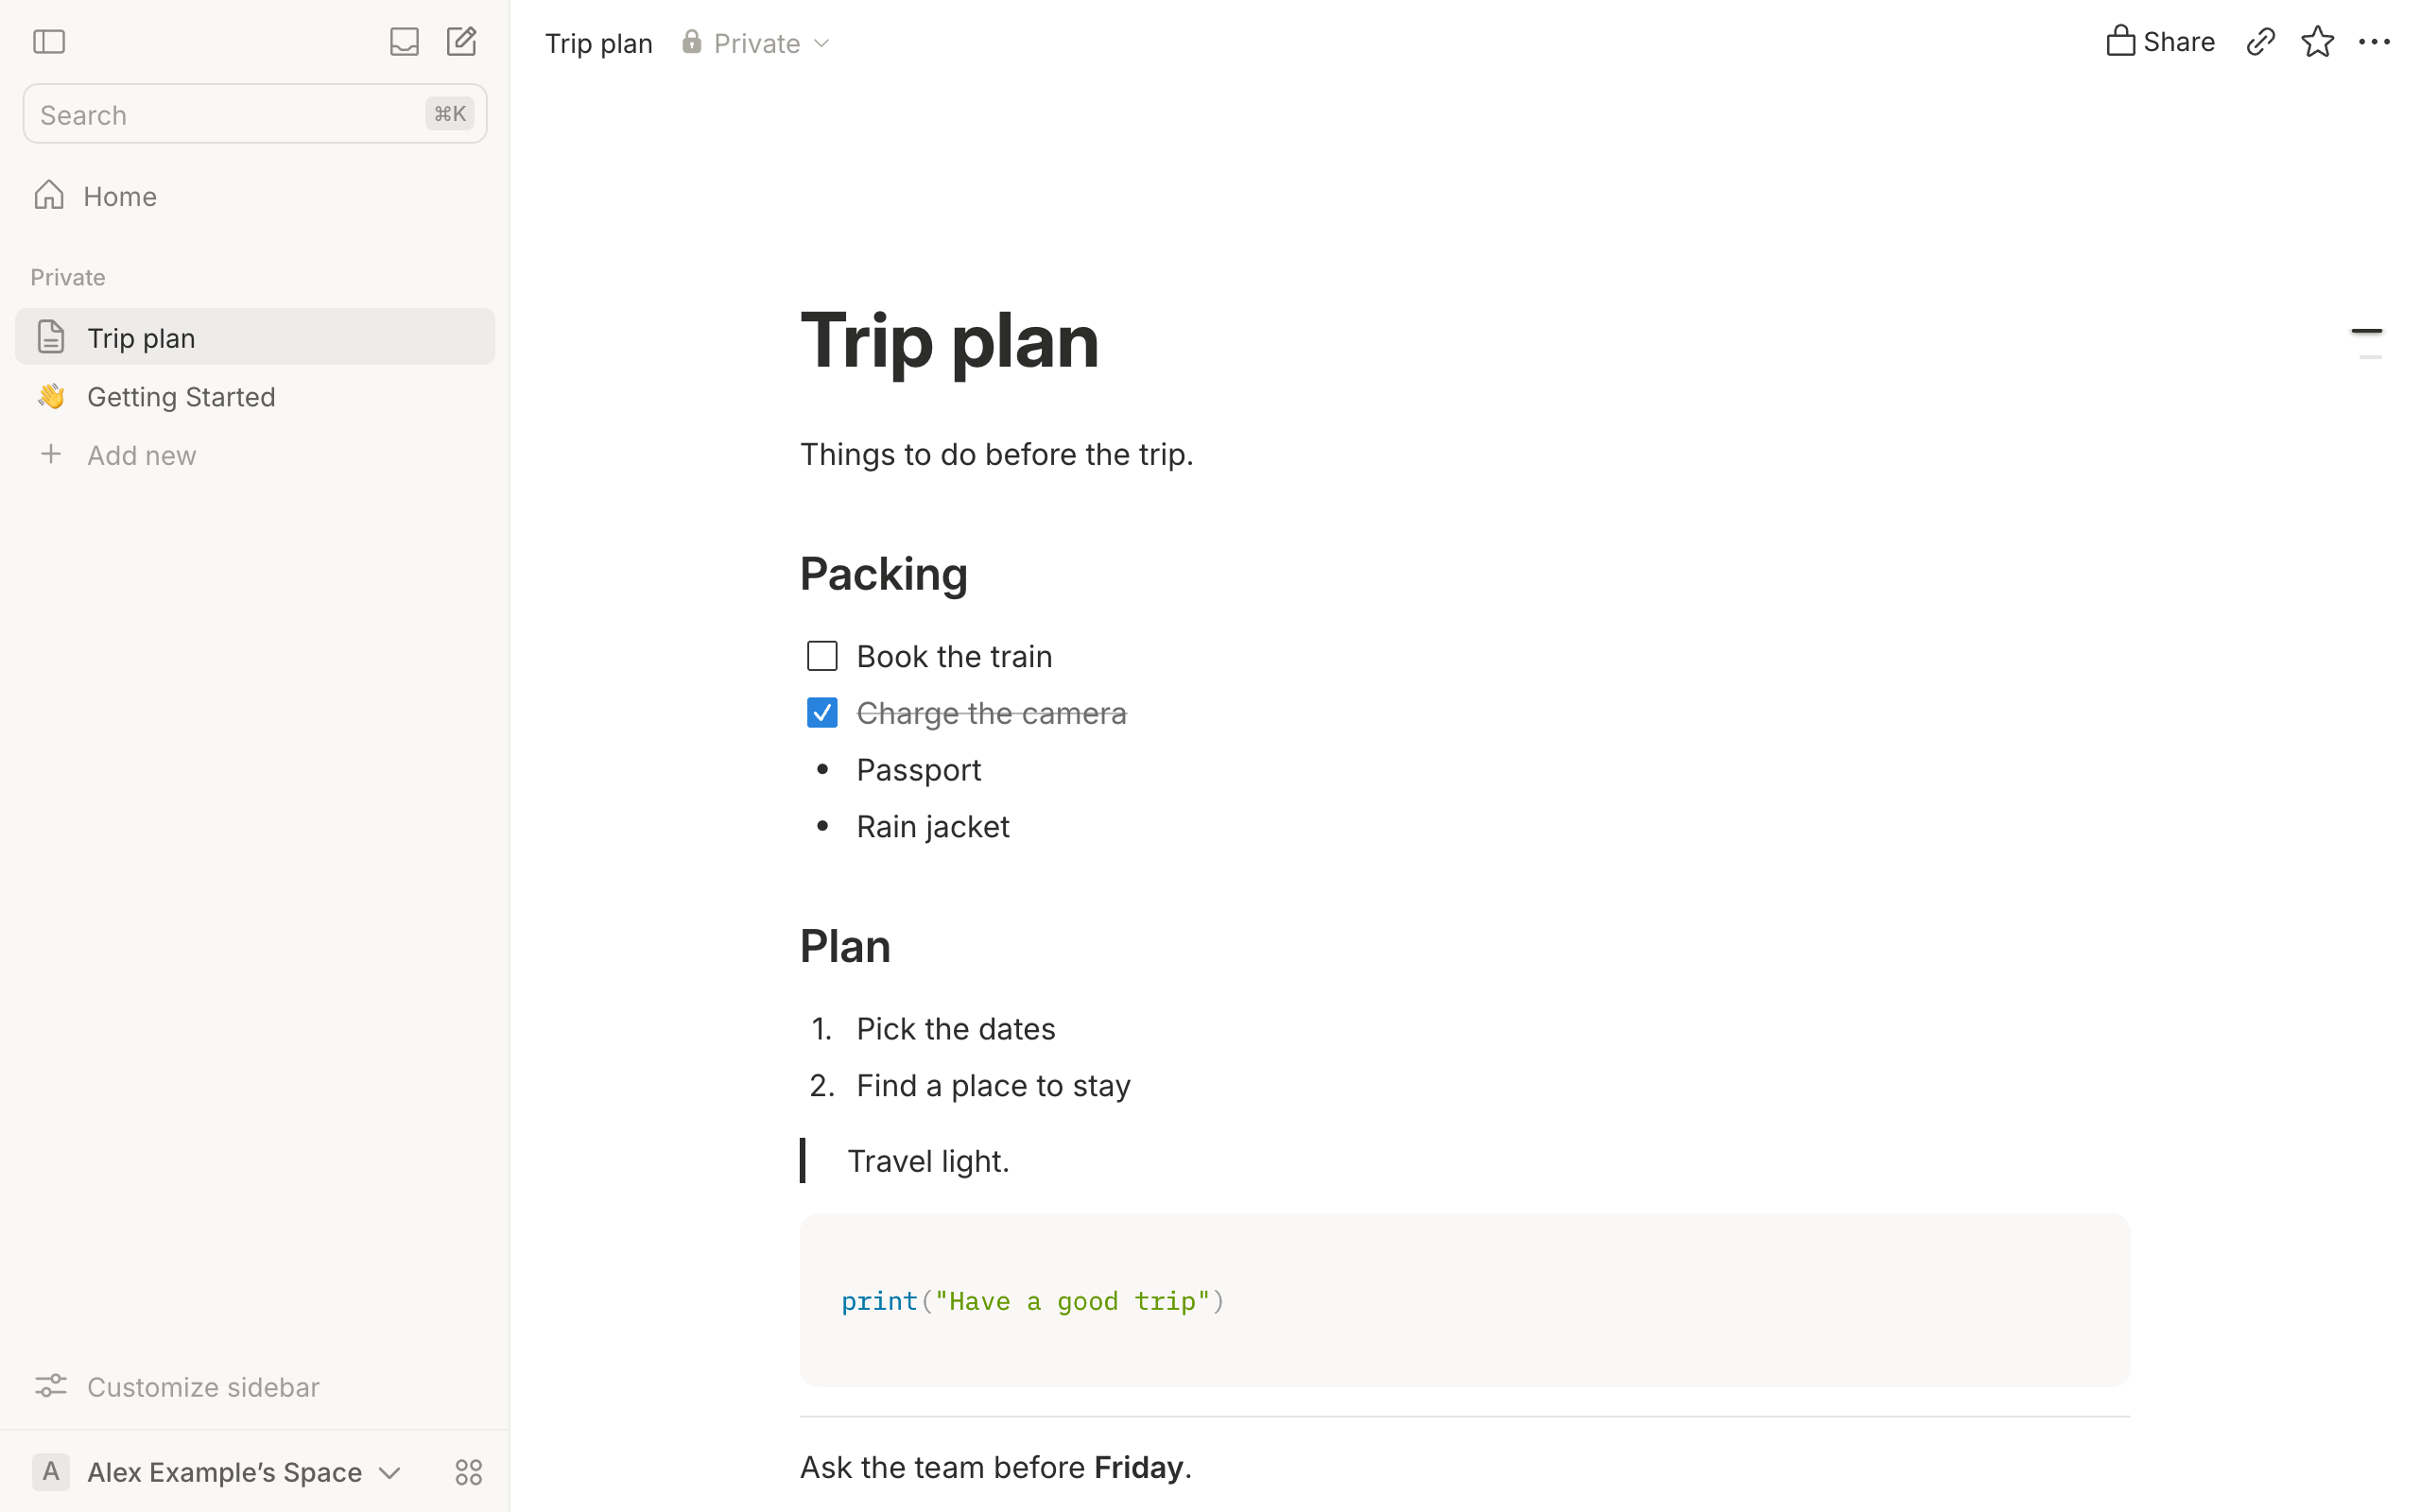 Trip plan
Private
Share
Search
⌘K
Home
Private
Trip plan
Getting Started
Add new
Customize sidebar
A
Alex Example’s Space
Trip plan
Things to do before the trip.
Packing
Book the train
Charge the camera
• Passport
• Rain jacket
Plan
1. Pick the dates
2. Find a place to stay
Travel light.
print("Have a good trip")
Ask the team before Friday.